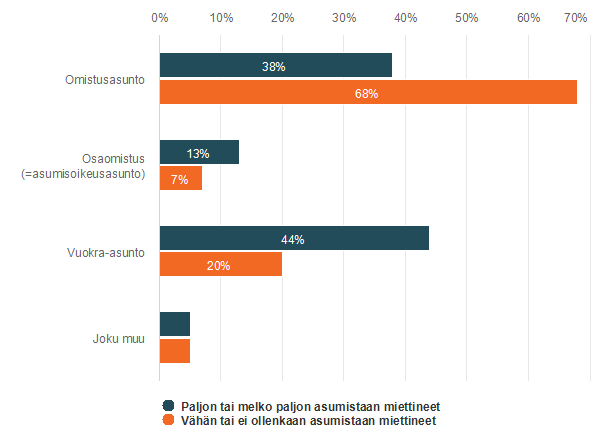 0% 10% 20% 30% 40% 50% 60% 70%
Omistusasunto
38%
68%
Osaomistus
(=asumisoikeusasunto)
13%
7%
Vuokra-asunto
44%
20%
Joku muu
Paljon tai melko paljon asumistaan miettineet
Vähän tai ei ollenkaan asumistaan miettineet